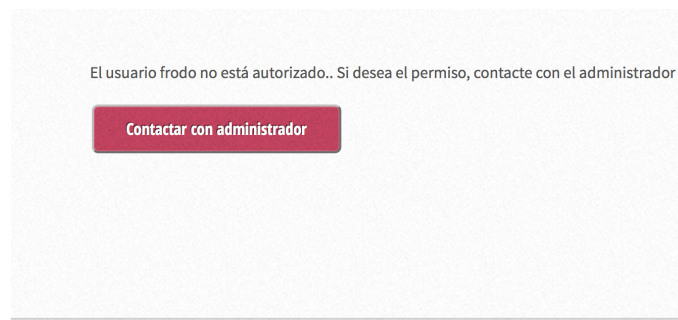 El usuario frodo no está autorizado.. Si desea el permiso, contacte con el administrador
Contactar con administrador